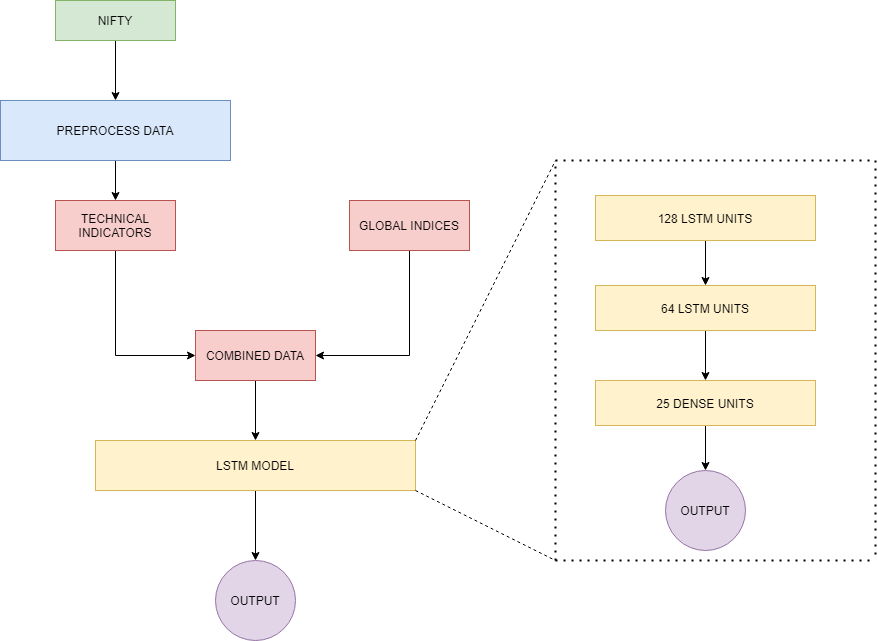 NIFTY
PREPROCESS DATA
TECHNICAL
INDICATORS
GLOBAL INDICES
COMBINED DATA
LSTM MODEL
OUTPUT
128 LSTM UNITS
64 LSTM UNITS
25 DENSE UNITS
OUTPUT